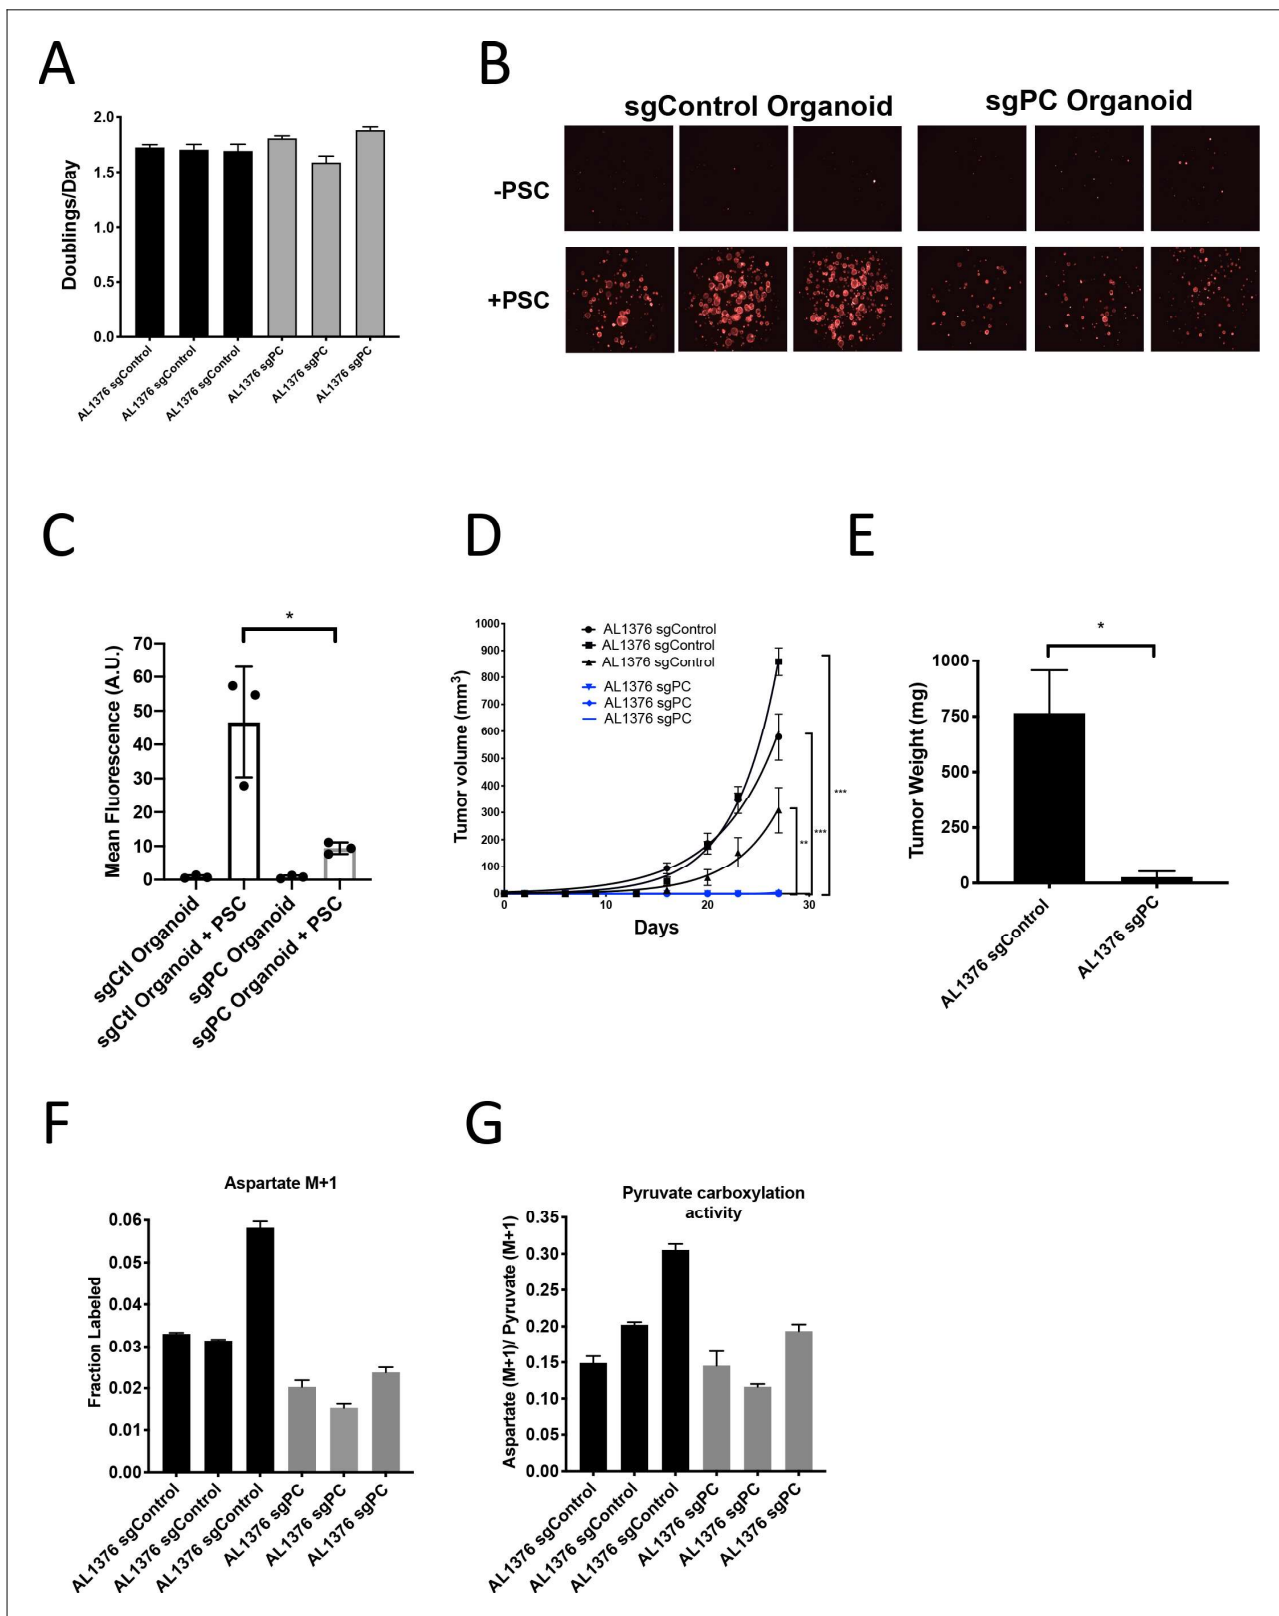 A
Doublings/Day
2.0
1.5
1.0
0.5
0.0
AL1376 sgControl
AL1376 sgControl
AL1376 sgControl
AL1376 sgPC
AL1376 sgPC
AL1376 sgPC
B
sgControl Organoid
sgPC Organoid
-PSC
+PSC
C
Mean Fluorescence (A.U.)
70
60
50
40
30
20
10
0
*
sgCtl Organoid
sgCtl Organoid + PSC
sgPC Organoid
sgPC Organoid + PSC
D
Tumor volume (mm3)
1000
900
800
700
600
500
400
300
200
100
0
0 10 20 30
Days
AL1376 sgControl
AL1376 sgControl
AL1376 sgControl
AL1376 sgPC
AL1376 sgPC
AL1376 sgPC
**
***
***
E
Tumor Weight (mg)
1000
750
500
250
0
*
AL1376 sgControl
AL1376 sgPC
F
Aspartate M+1
Fraction Labeled
0.06
0.05
0.04
0.03
0.02
0.01
0.00
AL1376 sgControl
AL1376 sgControl
AL1376 sgControl
AL1376 sgPC
AL1376 sgPC
AL1376 sgPC
G
Pyruvate carboxylation
activity
Aspartate (M+1)/ Pyruvate (M+1)
0.35
0.30
0.25
0.20
0.15
0.10
0.05
0.00
AL1376 sgControl
AL1376 sgControl
AL1376 sgControl
AL1376 sgPC
AL1376 sgPC
AL1376 sgPC